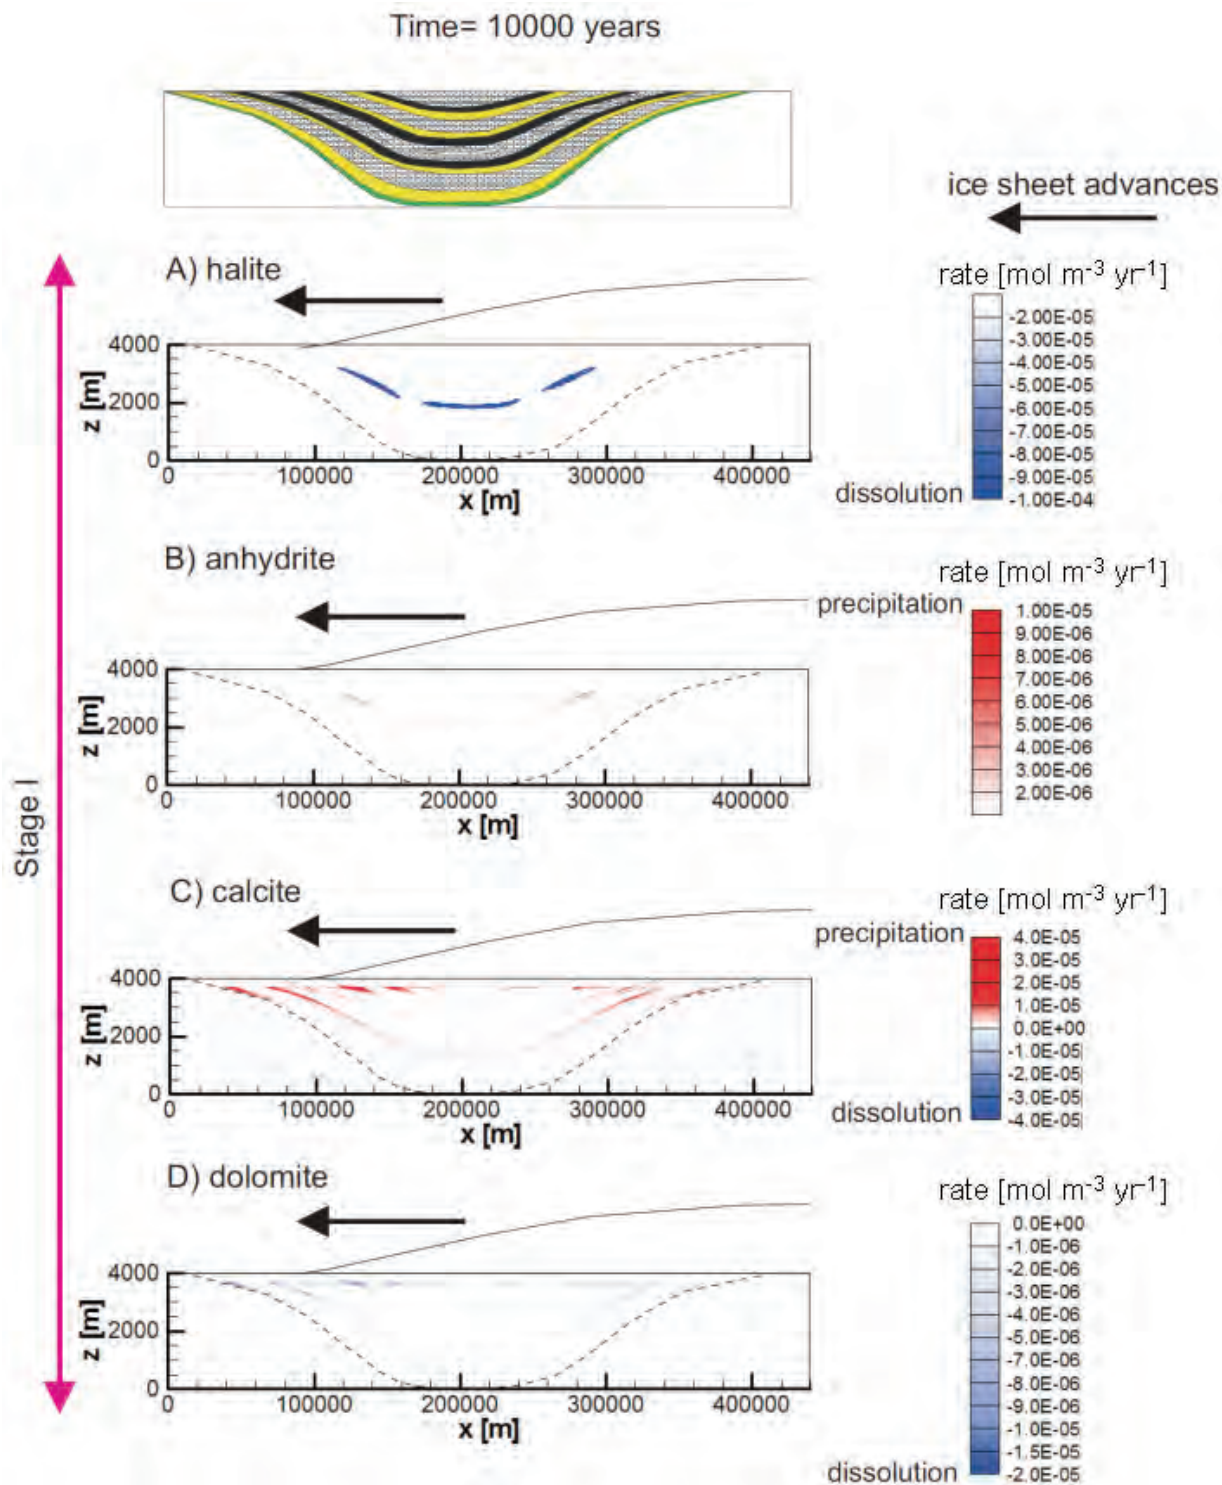 Time= 10000 years
ice sheet advances
Stage I
A) halite
rate [mol m-3 yr-1]
-2.00E-05
-3.00E-05
-4.00E-05
-5.00E-05
-6.00E-05
-7.00E-05
-8.00E-05
-9.00E-05
-1.00E-04
dissolution
4000
2000
0
z [m]
0 100000 200000 300000 400000
x [m]
B) anhydrite
rate [mol m-3 yr-1]
precipitation
1.00E-05
9.00E-06
8.00E-06
7.00E-06
6.00E-06
5.00E-06
4.00E-06
3.00E-06
2.00E-06
4000
2000
0
z [m]
0 100000 200000 300000 400000
x [m]
C) calcite
rate [mol m-3 yr-1]
precipitation
4.0E-05
3.0E-05
2.0E-05
1.0E-05
0.0E+00
-1.0E-05
-2.0E-05
-3.0E-05
-4.0E-05
dissolution
4000
2000
0
z [m]
0 100000 200000 300000 400000
x [m]
D) dolomite
rate [mol m-3 yr-1]
0.0E+00
-1.0E-06
-2.0E-06
-3.0E-06
-4.0E-06
-5.0E-06
-7.0E-06
-8.0E-06
-9.0E-06
-1.0E-05
-1.5E-05
-2.0E-05
dissolution
4000
2000
0
z [m]
0 100000 200000 300000 400000
x [m]